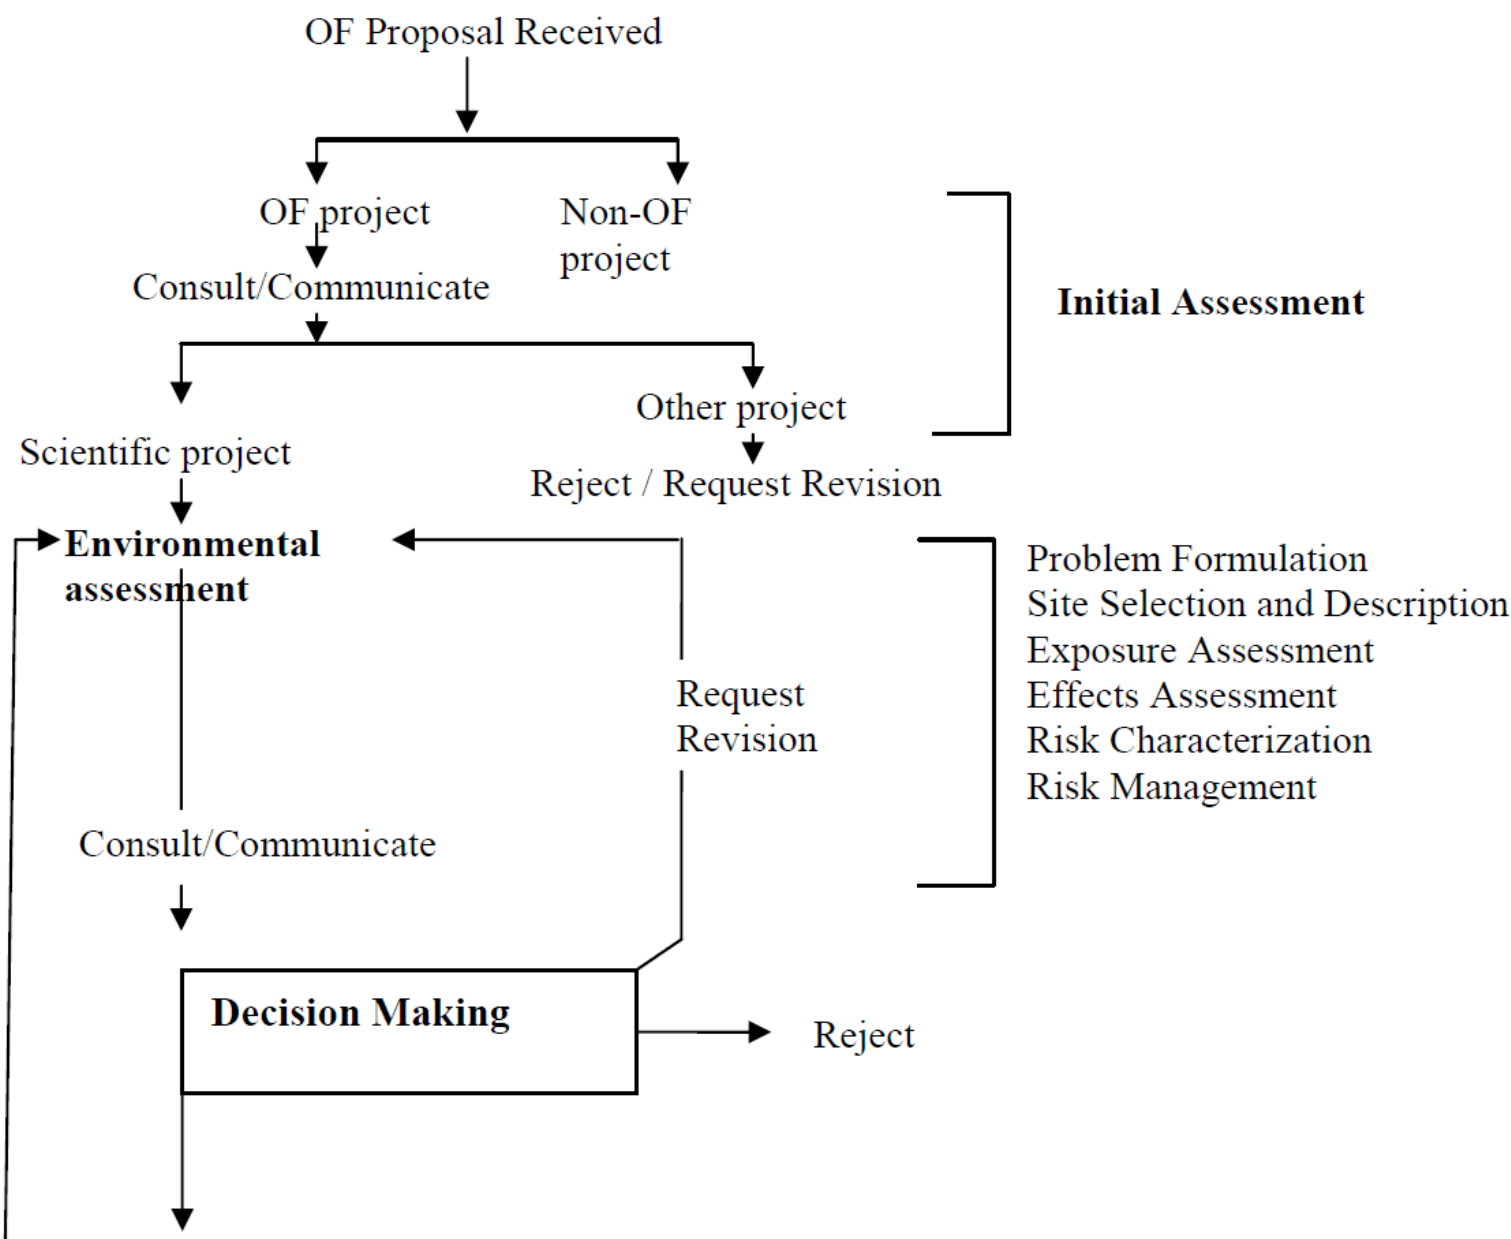 OF Proposal Received
OF project
Non-OF
project
Consult/Communicate
Initial Assessment
Other project
Scientific project
Reject / Request Revision
Environmental
assessment
Problem Formulation
Site Selection and Description
Exposure Assessment
Effects Assessment
Risk Characterization
Risk Management
Request
Revision
Consult/Communicate
Decision Making
Reject